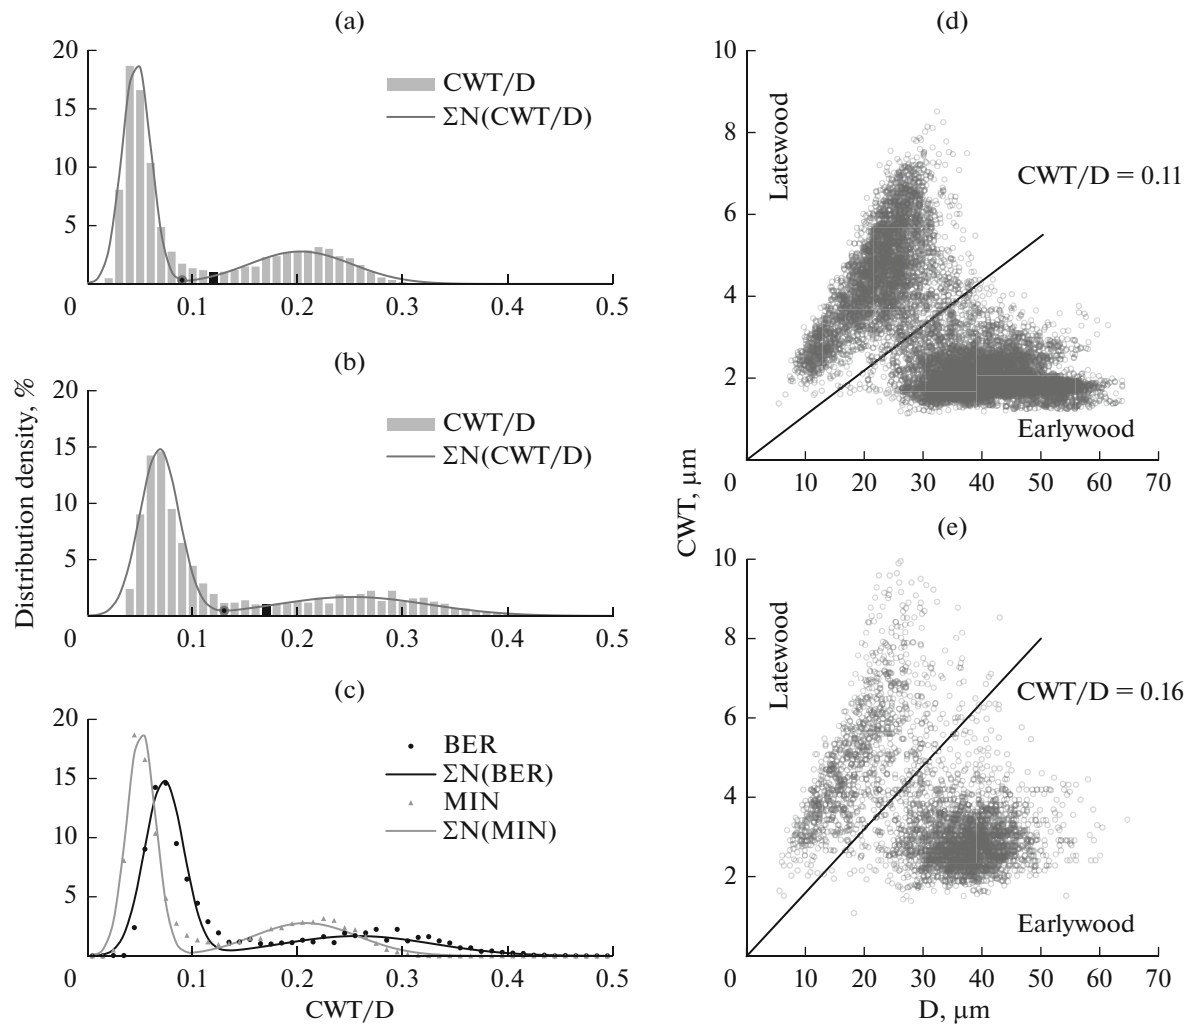 (a)
20
15
10
5
0
0.1
0.2
0.3
0.4
0.5
CWT/D
ΣN(CWT/D)
(b)
20
15
10
5
0
0.1
0.2
0.3
0.4
0.5
CWT/D
ΣN(CWT/D)
Distribution density, %
(c)
20
15
10
5
0
0.1
0.2
0.3
0.4
0.5
BER
ΣN(BER)
MIN
ΣN(MIN)
CWT/D
(d)
10
8
6
4
2
0
10
20
30
40
50
60
70
Latewood
CWT/D = 0.11
Earlywood
CWT, μm
(e)
10
8
6
4
2
0
10
20
30
40
50
60
70
Latewood
CWT/D = 0.16
Earlywood
D, μm